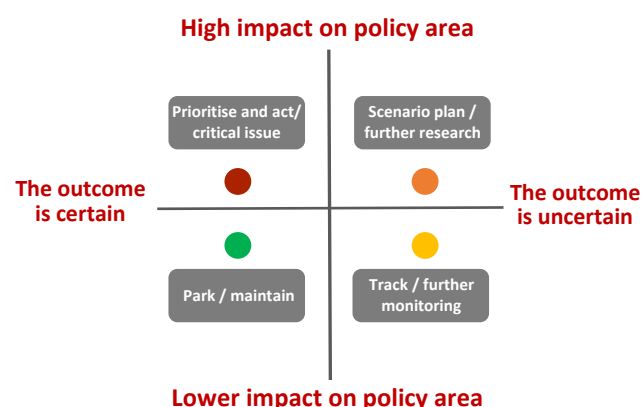 High impact on policy area
Prioritise and act/
critical issue
Scenario plan /
further research
The outcome
is certain
The outcome
is uncertain
Park / maintain
Track / further
monitoring
Lower impact on policy area